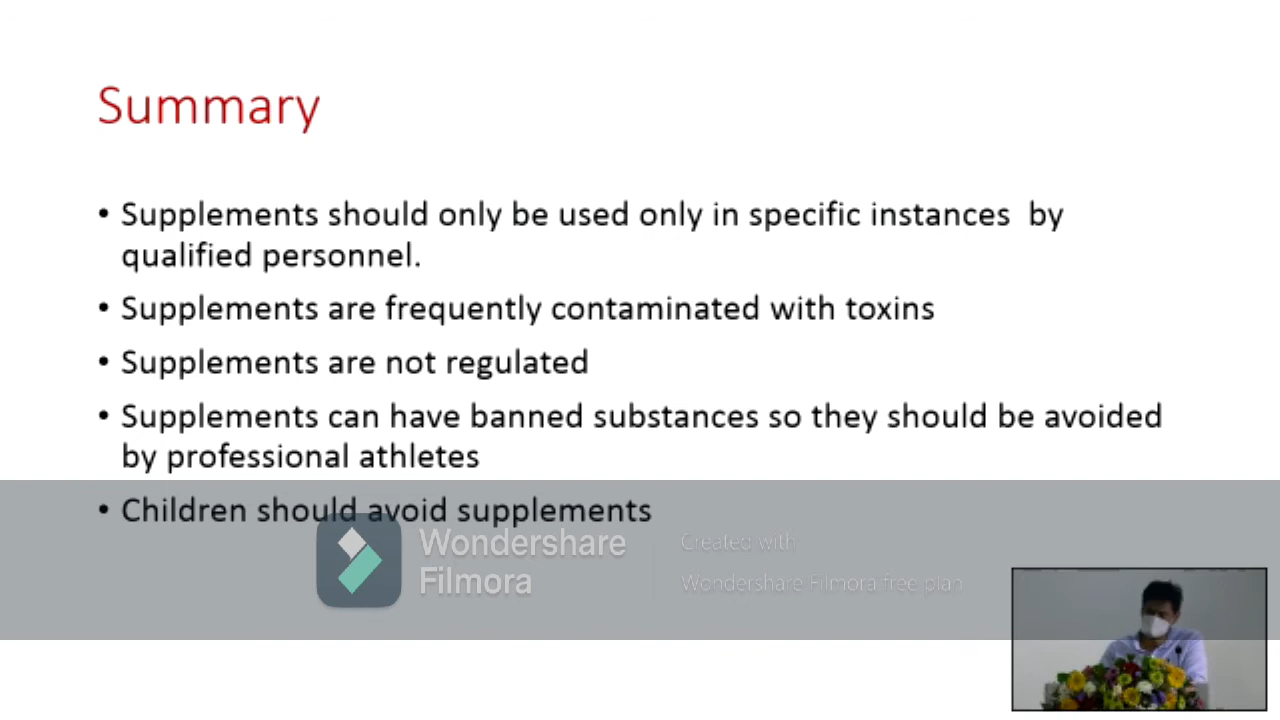 Summary
• Supplements should only be used only in specific instances  by
qualified personnel.
• Supplements are frequently contaminated with toxins
• Supplements are not regulated
• Supplements can have banned substances so they should be avoided
by professional athletes
• Children should avoid supplements
Wondershare
Filmora
Created with
Wondershare Filmora free plan